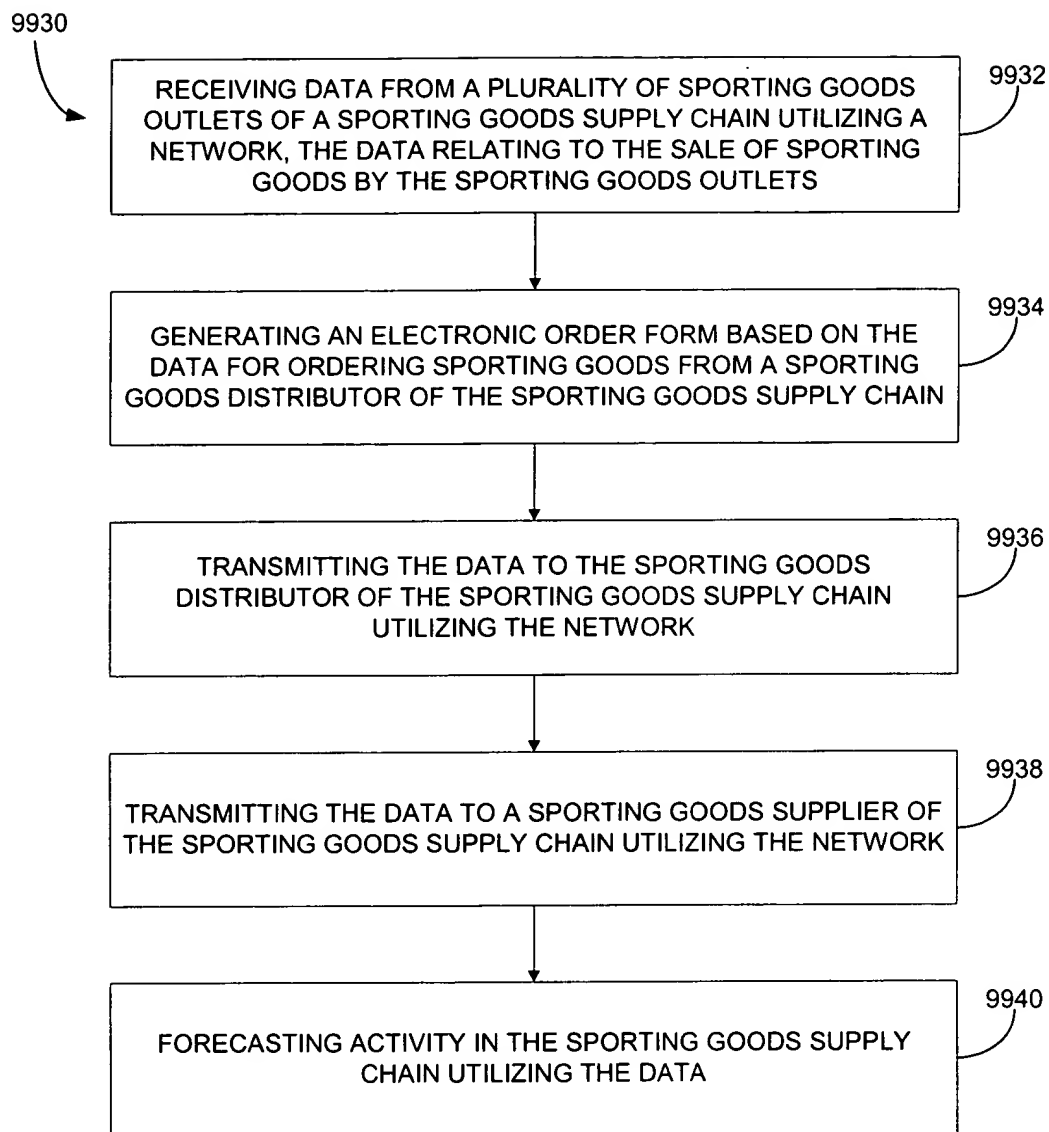 9930
9932
RECEIVING DATA FROM A PLURALITY OF SPORTING GOODS
OUTLETS OF A SPORTING GOODS SUPPLY CHAIN UTILIZING A
NETWORK, THE DATA RELATING TO THE SALE OF SPORTING
GOODS BY THE SPORTING GOODS OUTLETS
9934
GENERATING AN ELECTRONIC ORDER FORM BASED ON THE
DATA FOR ORDERING SPORTING GOODS FROM A SPORTING
GOODS DISTRIBUTOR OF THE SPORTING GOODS SUPPLY CHAIN
9936
TRANSMITTING THE DATA TO THE SPORTING GOODS
DISTRIBUTOR OF THE SPORTING GOODS SUPPLY CHAIN
UTILIZING THE NETWORK
9938
TRANSMITTING THE DATA TO A SPORTING GOODS SUPPLIER OF
THE SPORTING GOODS SUPPLY CHAIN UTILIZING THE NETWORK
9940
FORECASTING ACTIVITY IN THE SPORTING GOODS SUPPLY
CHAIN UTILIZING THE DATA